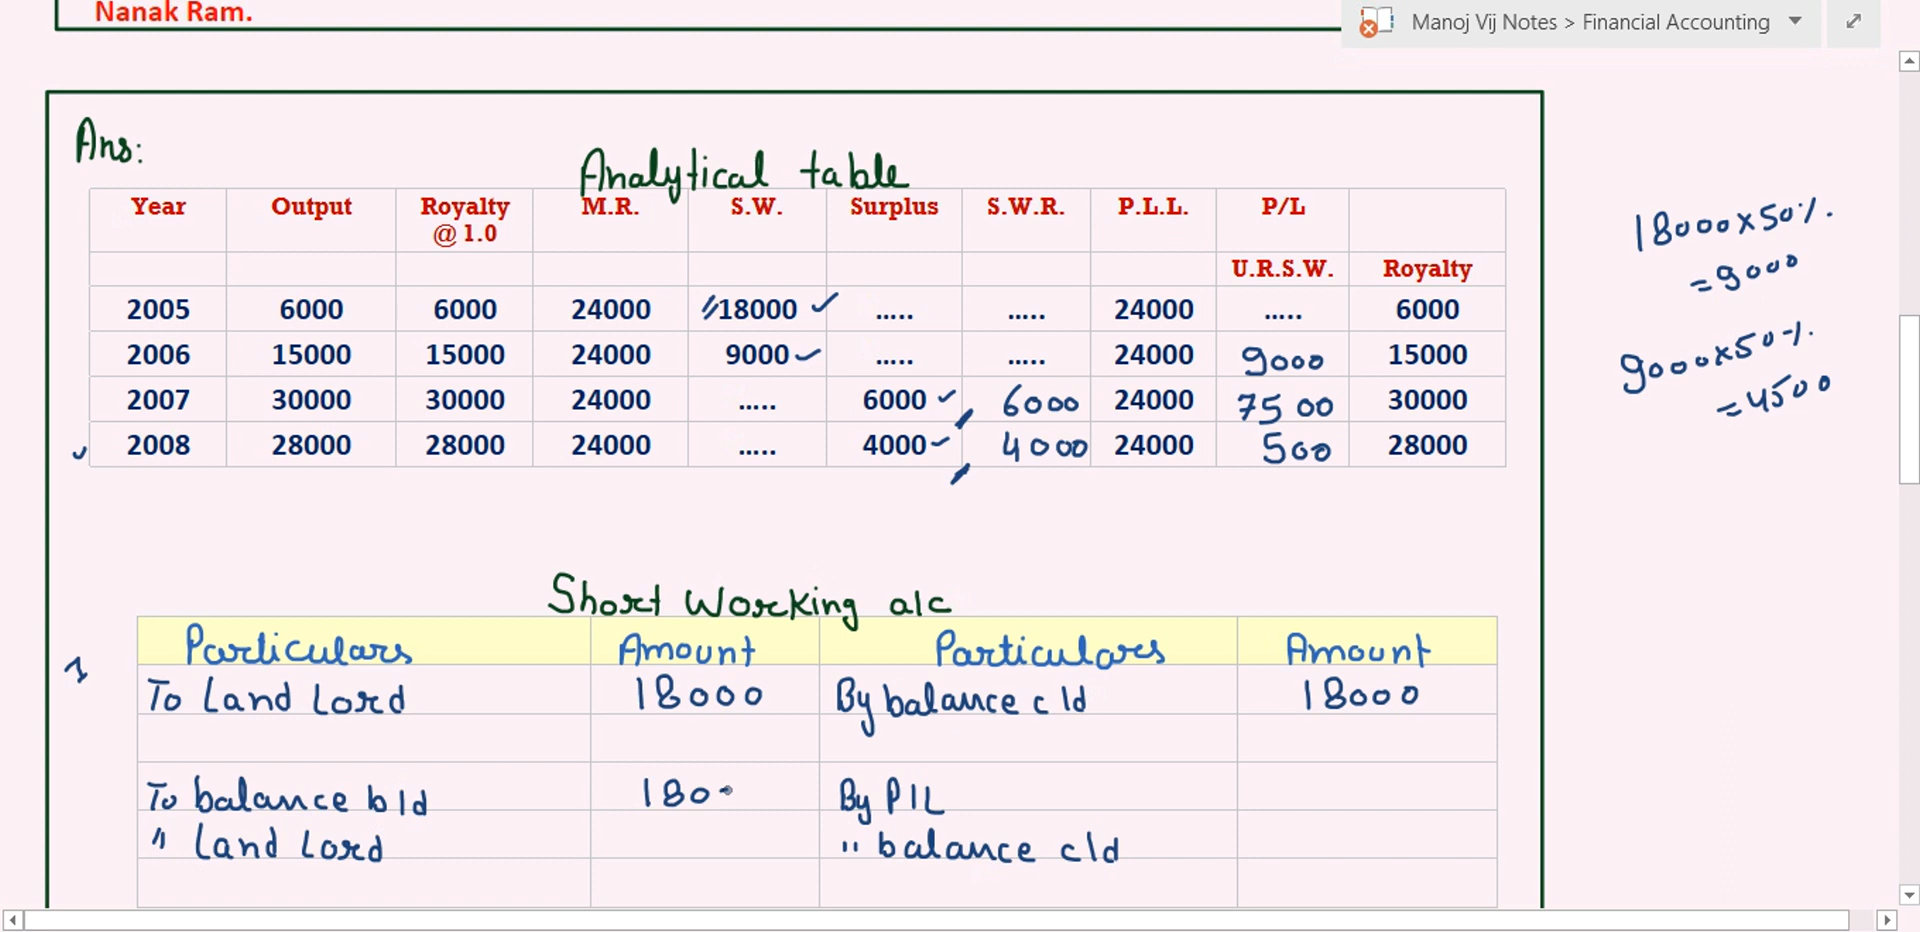 Nanak Ram.
Manoj Vij Notes > Financial Accounting
Ans:
Analytical table
Year Output Royalty @ 1.0 M.R. S.W. Surplus S.W.R. P.L.L. P/L
U.R.S.W. Royalty
2005 6000 6000 24000 18000 ..... ..... 24000 ..... 6000
2006 15000 15000 24000 9000 ..... ..... 24000 9000 15000
2007 30000 30000 24000 ..... 6000 6000 24000 7500 30000
2008 28000 28000 24000 ..... 4000 4000 24000 500 28000
18000x50%.
=9000
9000x50%.
=4500
Short Working a/c
Particulars Amount Particulars Amount
To Land Lord 18000 By balance c/d 18000
To balance b/d 180 By P/L
" Land Lord " balance c/d